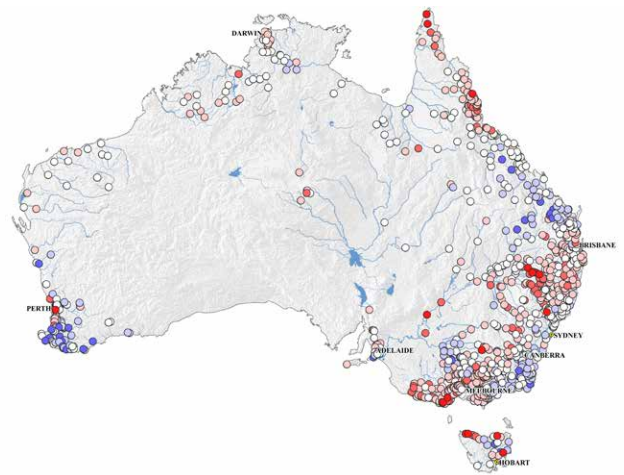 DARWIN
BRISBANE
PERTH
SYDNEY
ADELAIDE
CANBERRA
MELBOURNE
HOBART